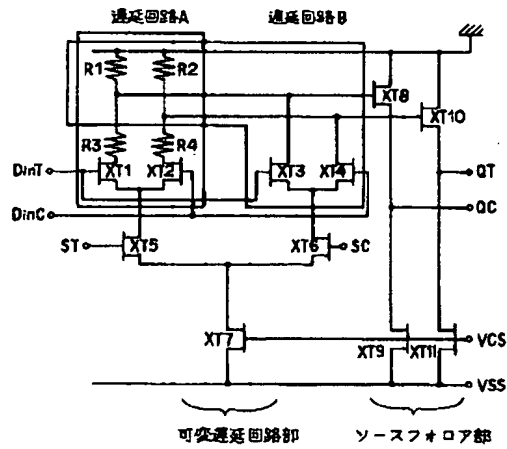 遅延回路A 遅延回路B
R1 R2
XT8
XT10
R3 R4
DinT XT1 XT2 XT3 XT4 QT
DinC QC
ST XT5 XT6 SC
XT7 XT9 XT11 VCS
VSS
可変遅延回路部 ソースフォロア部